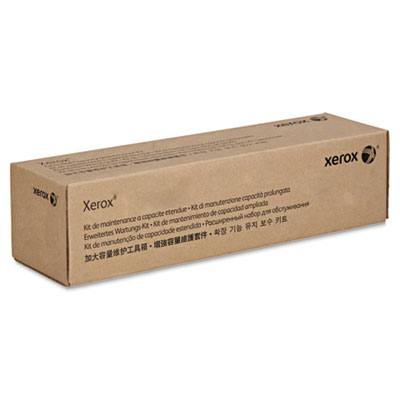 Xerox®
Kit de maintenance a capacite etendue • Kit di manutenzione capacità prolungata
Erweitertes Wartungs-Kit • Kit de mantenimiento de capacidad ampliada
Kit de manutenção de capacidade estendida • Расширенный набор для обслуживания
加大容量维护工具箱 • 增強容量維護套件 • 확장 기능 유지 보수 키트
xerox
xerox